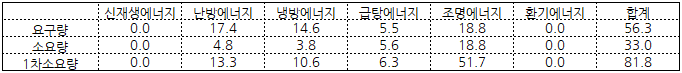 신재생에너지 난방에너지 냉방에너지 급탕에너지 조명에너지 환기에너지 합계
요구량 0.0 17.4 14.6 5.5 18.8 0.0 56.3
소요량 0.0 4.8 3.8 5.6 18.8 0.0 33.0
1차소요량 0.0 13.3 10.6 6.3 51.7 0.0 81.8